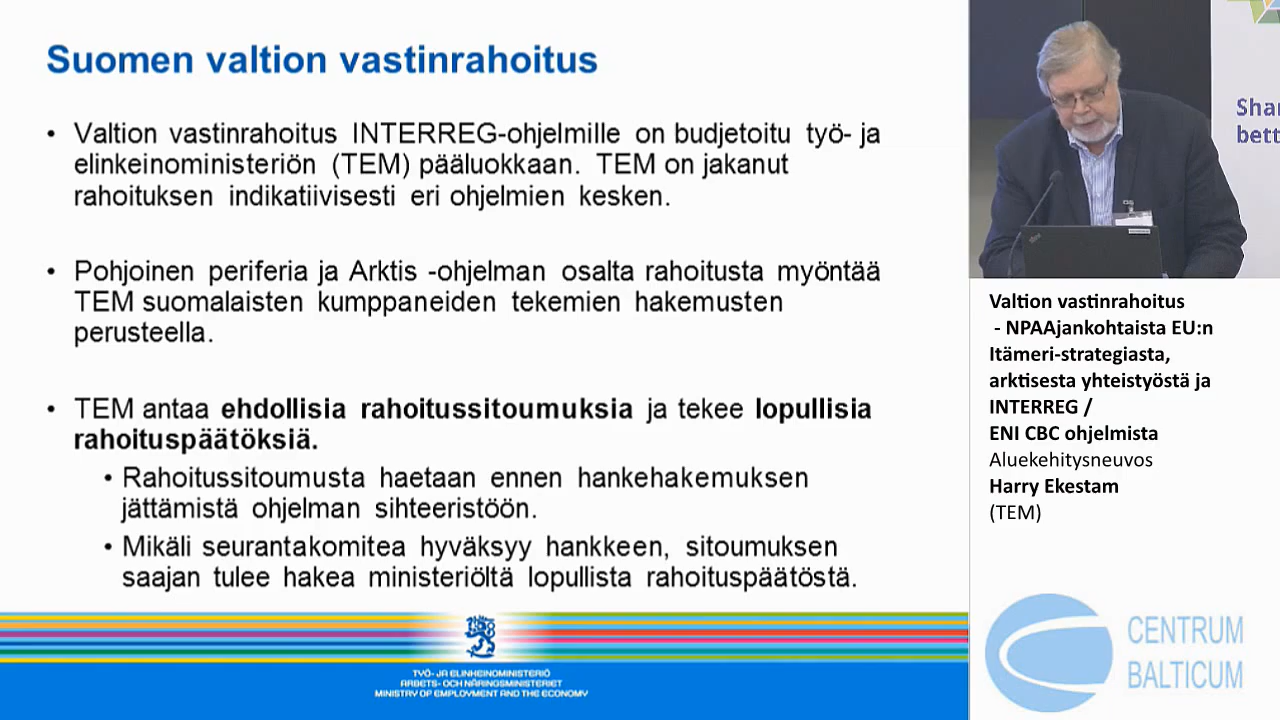 Suomen valtion vastinrahoitus
• Valtion vastinrahoitus INTERREG-ohjelmille on budjetoitu työ- ja
elinkeinoministeriön (TEM) pääluokkaan. TEM on jakanut
rahoituksen indikatiivisesti eri ohjelmien kesken.
• Pohjoinen periferia ja Arktis -ohjelman osalta rahoitusta myöntää
TEM suomalaisten kumppaneiden tekemien hakemusten
perusteella.
• TEM antaa ehdollisia rahoitussitoumuksia ja tekee lopullisia
rahoituspäätöksiä.
• Rahoitussitoumusta haetaan ennen hankehakemuksen
jättämistä ohjelman sihteeristöön.
• Mikäli seurantakomitea hyväksyy hankkeen, sitoumuksen
saajan tulee hakea ministeriöltä lopullista rahoituspäätöstä.
TYÖ- JA ELINKEINOMINISTERIÖ
ARBETS- OCH NÄRINGSMINISTERIET
MINISTRY OF EMPLOYMENT AND THE ECONOMY
Shar
bett
Valtion vastinrahoitus
- NPAAjankohtaista EU:n
Itämeri-strategiasta,
arktisesta yhteistyöstä ja
INTERREG /
ENI CBC ohjelmista
Aluekehitysneuvos
Harry Ekestam
(TEM)
CENTRUM
BALTICUM